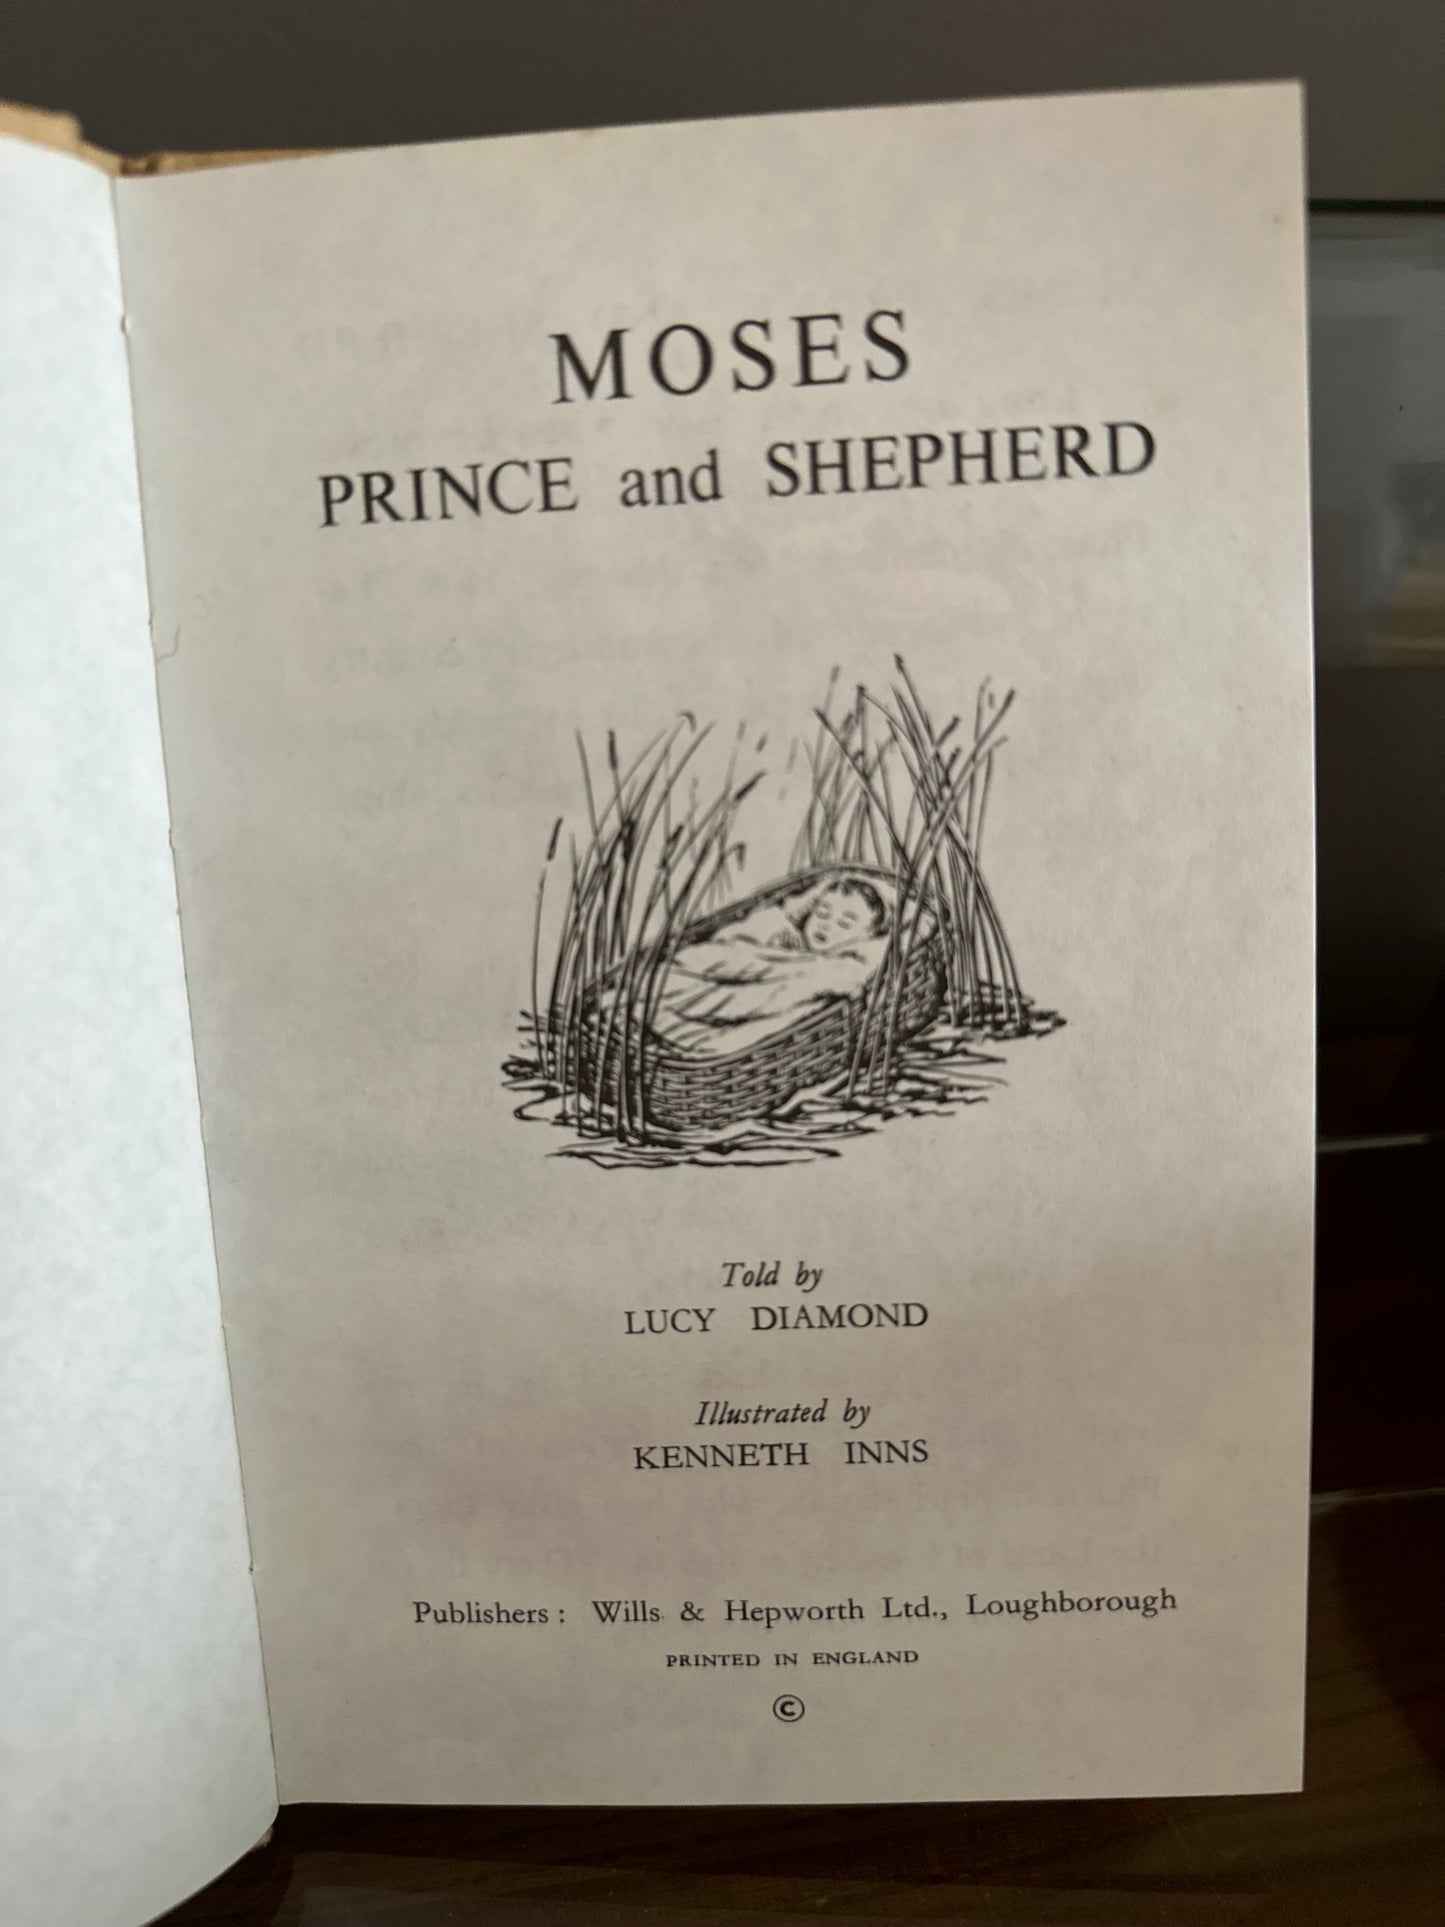 MOSES
PRINCE and SHEPHERD
Told by
LUCY DIAMOND
Illustrated by
KENNETH INNS
Publishers : Wills & Hepworth Ltd., Loughborough
PRINTED IN ENGLAND
©